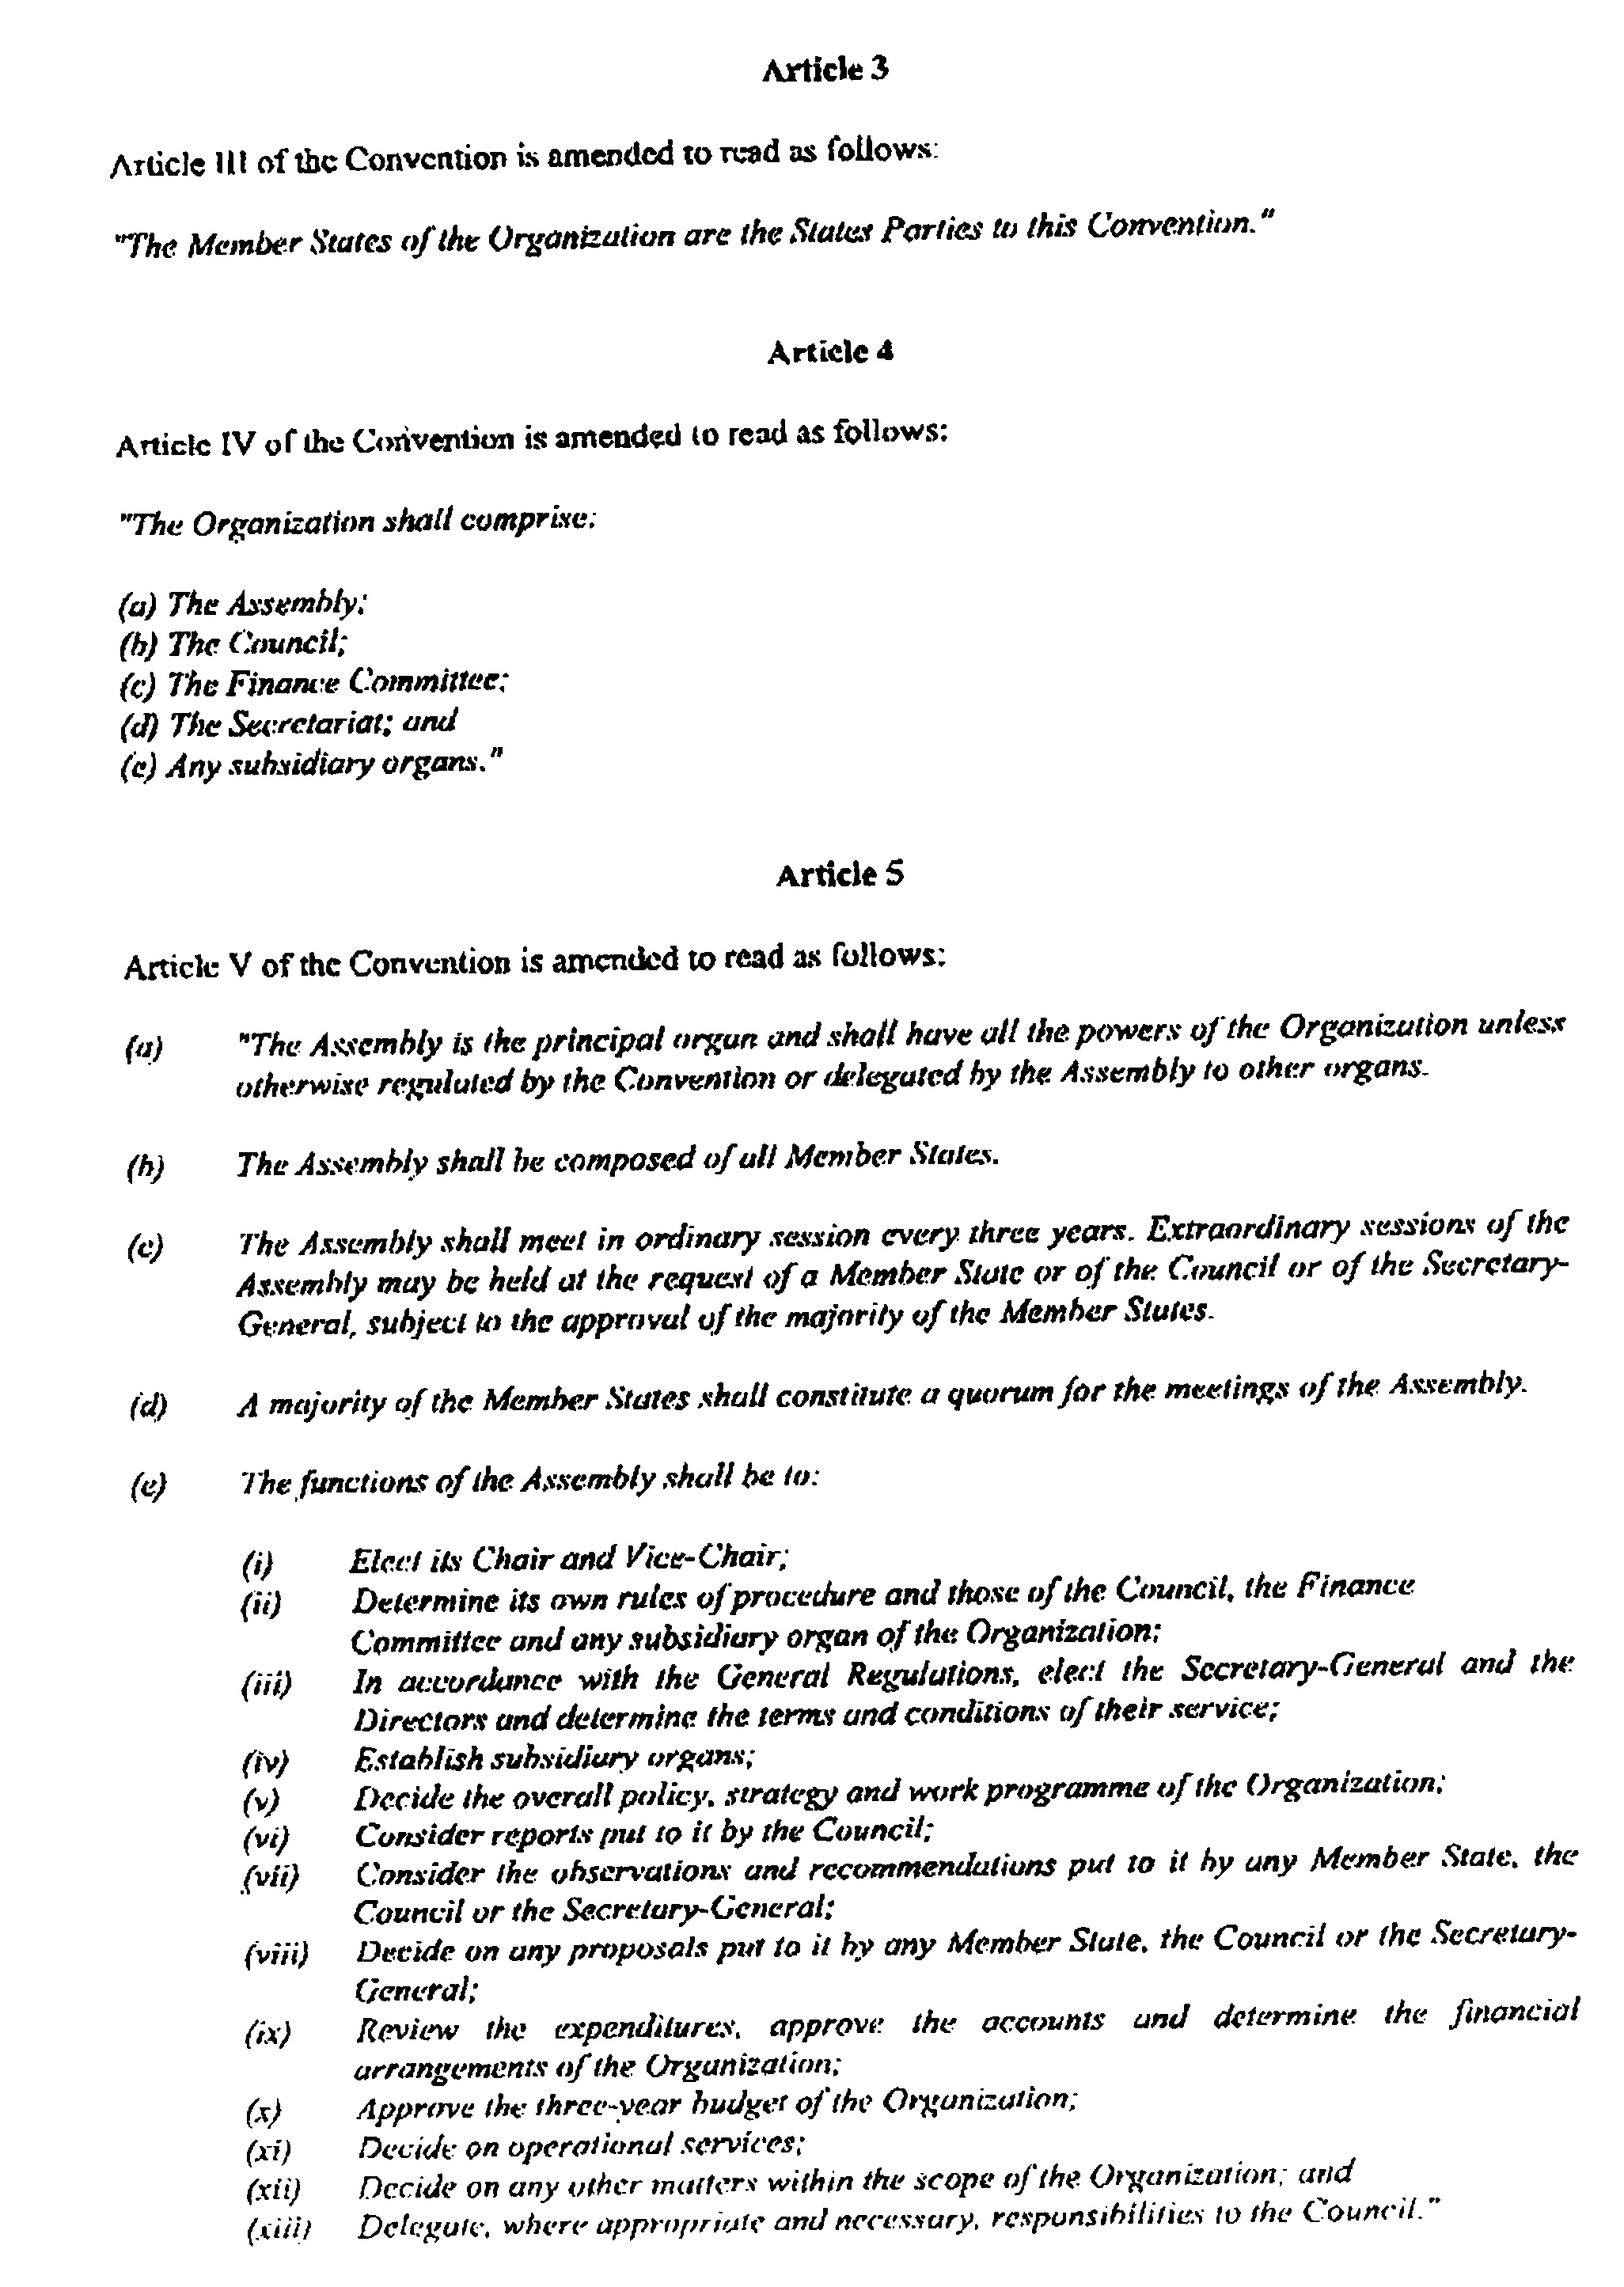 Article 3
Article III of the Convention is amended to read as follows:
"The Member States of the Organization are the States Parties to this Convention."
Article 4
Article IV of the Convention is amended to read as follows:
"The Organization shall comprise:
(a) The Assembly;
(b) The Council;
(c) The Finance Committee;
(d) The Secretariat; and
(e) Any subsidiary organs."
Article 5
Article V of the Convention is amended to read as follows:
(a) "The Assembly is the principal organ and shall have all the powers of the Organization unless
otherwise regulated by the Convention or delegated by the Assembly to other organs.
(b) The Assembly shall be composed of all Member States.
(c) The Assembly shall meet in ordinary session every three years. Extraordinary sessions of the
Assembly may be held at the request of a Member State or of the Council or of the Secretary-
General, subject to the approval of the majority of the Member States.
(d) A majority of the Member States shall constitute a quorum for the meetings of the Assembly.
(e) The functions of the Assembly shall be to:
(i) Elect its Chair and Vice-Chair;
(ii) Determine its own rules of procedure and those of the Council, the Finance
Committee and any subsidiary organ of the Organization;
(iii) In accordance with the General Regulations, elect the Secretary-General and the
Directors and determine the terms and conditions of their service;
(iv) Establish subsidiary organs;
(v) Decide the overall policy, strategy and work programme of the Organization;
(vi) Consider reports put to it by the Council;
(vii) Consider the observations and recommendations put to it by any Member State, the
Council or the Secretary-General;
(viii) Decide on any proposals put to it by any Member State, the Council or the Secretary-
General;
(ix) Review the expenditures, approve the accounts and determine the financial
arrangements of the Organization;
(x) Approve the three-year budget of the Organization;
(xi) Decide on operational services;
(xii) Decide on any other matters within the scope of the Organization; and
(xiii) Delegate, where appropriate and necessary, responsibilities to the Council."